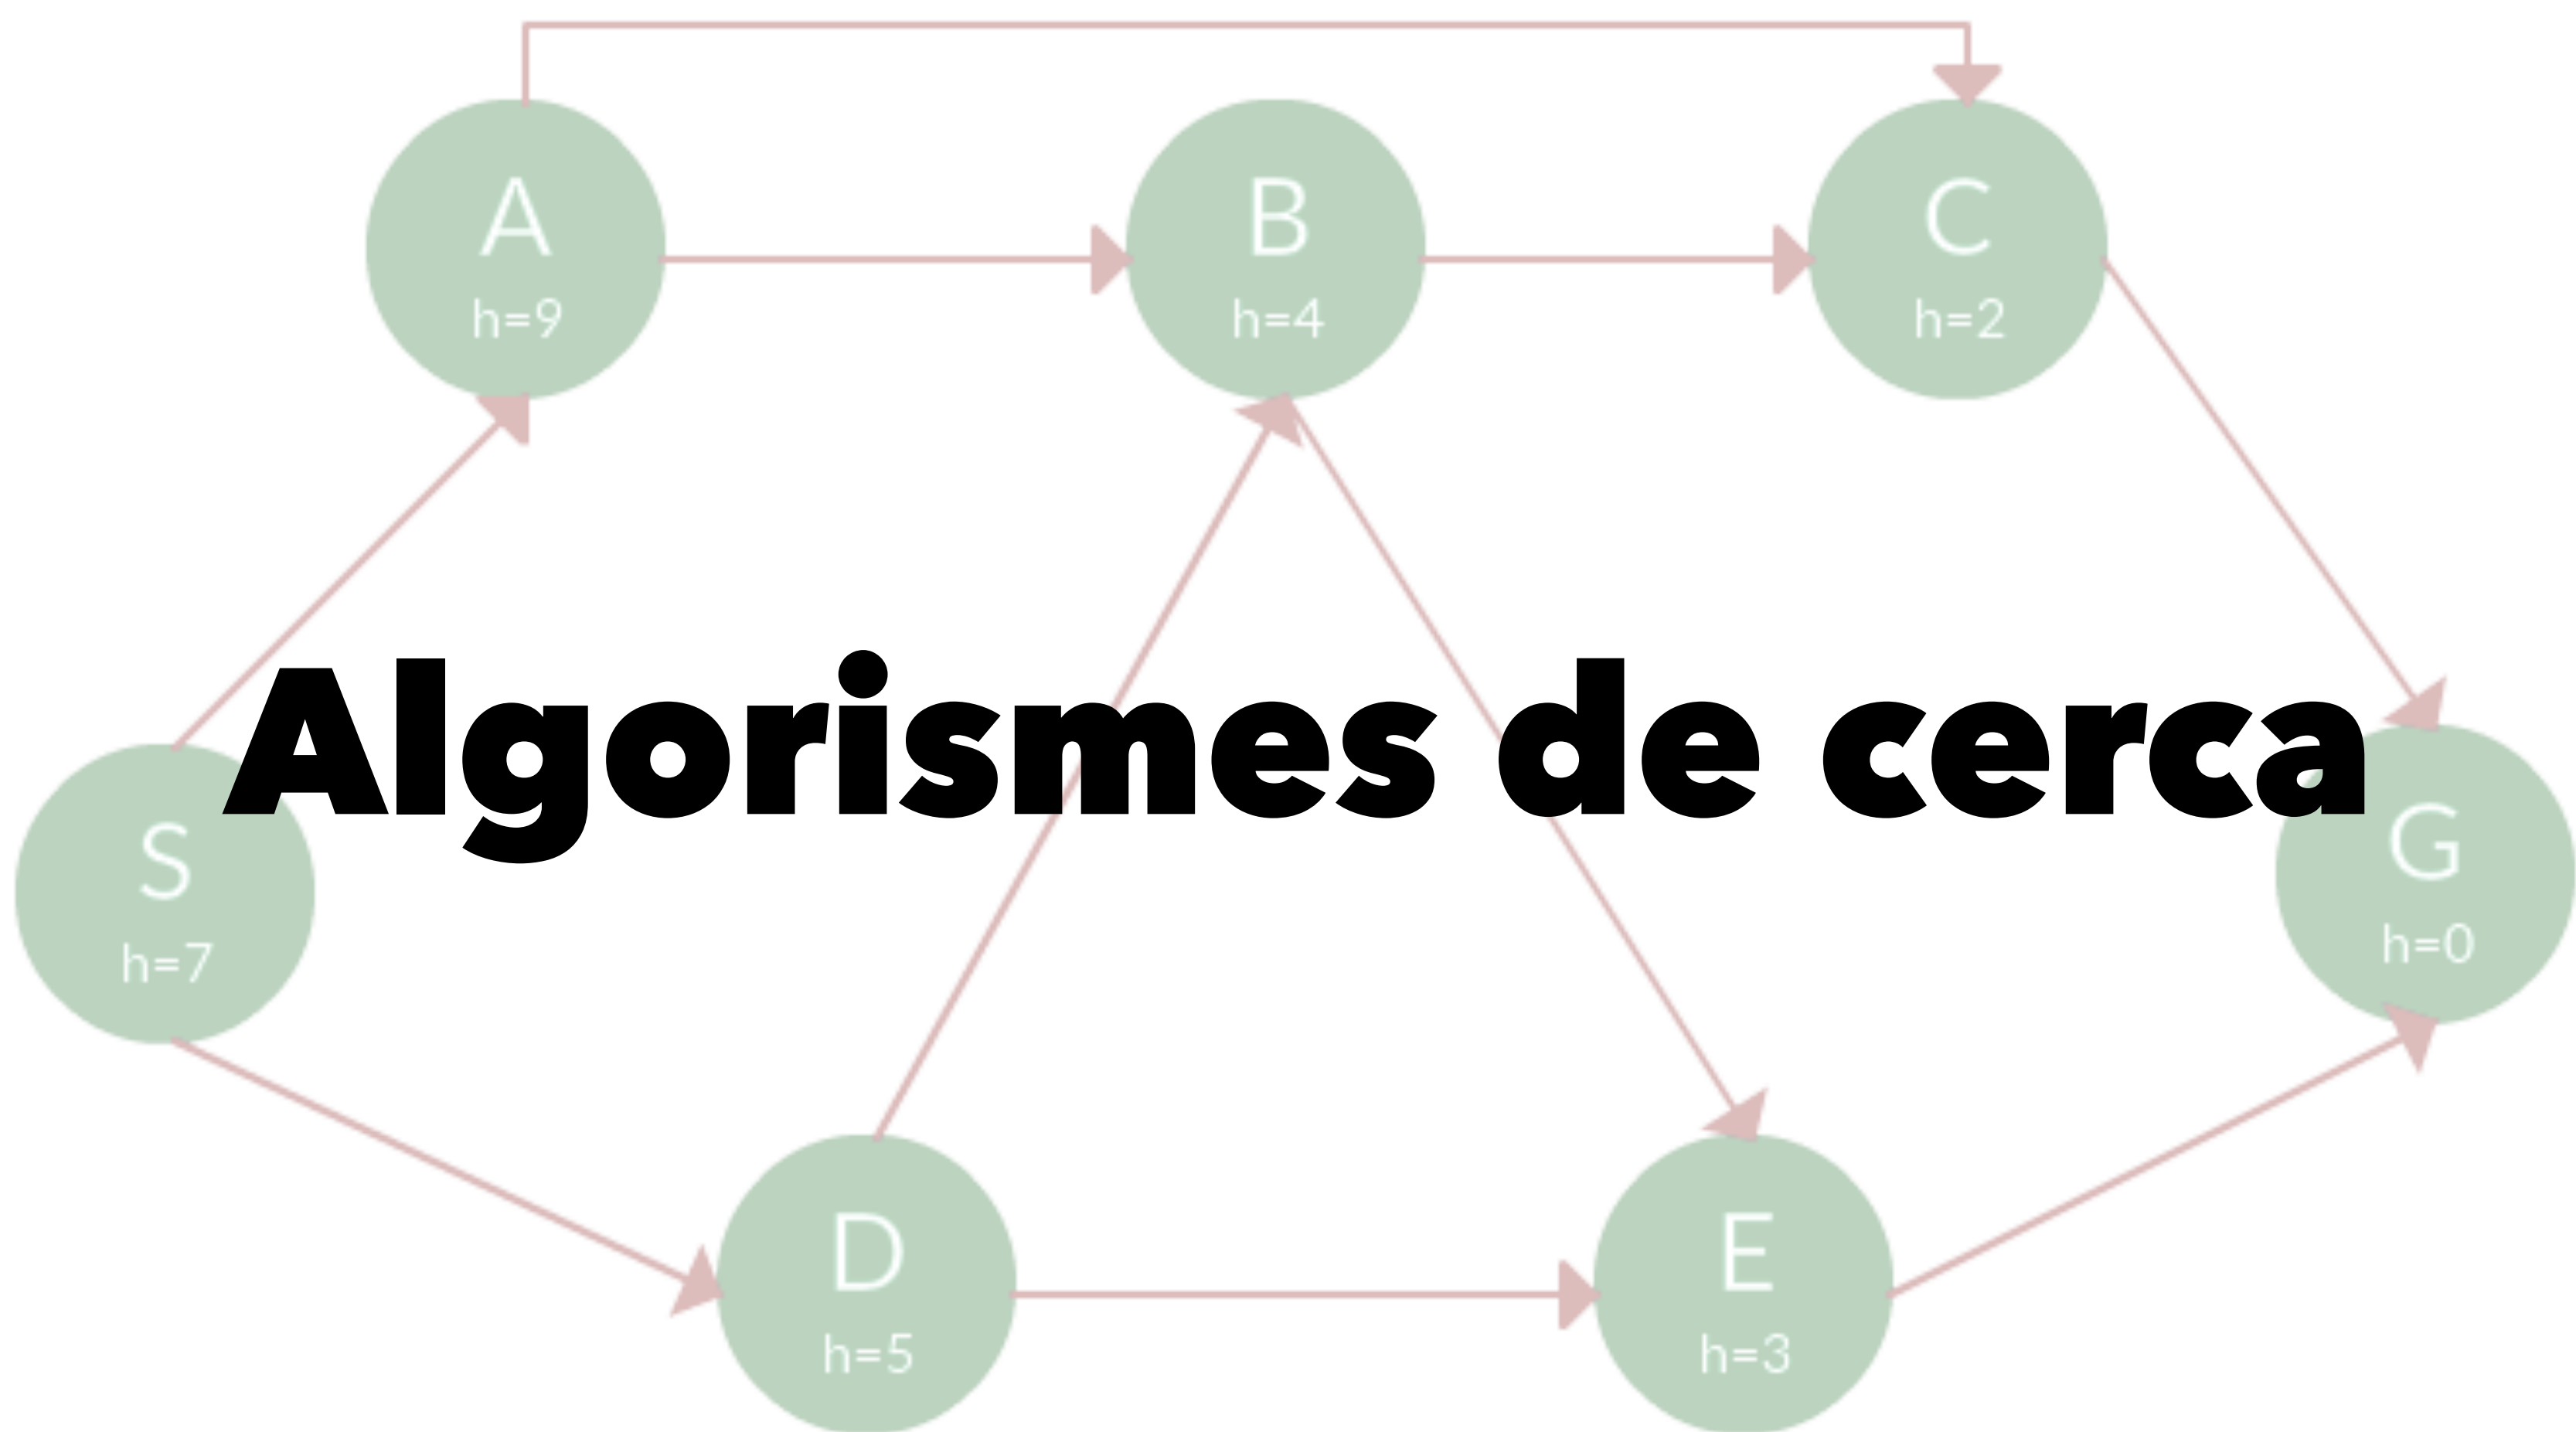 A
h=9
B
h=4
C
h=2
Algorismes de cerca
S
h=7
G
h=0
D
h=5
E
h=3